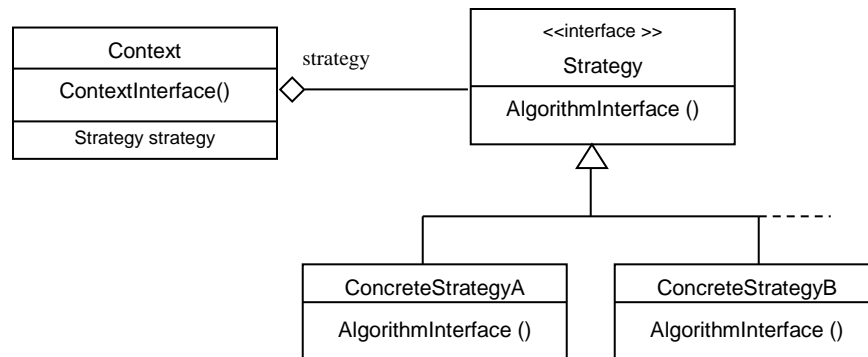 Context
ContextInterface()
Strategy strategy
strategy
<<interface >>
Strategy
AlgorithmInterface ()
ConcreteStrategyA
AlgorithmInterface ()
ConcreteStrategyB
AlgorithmInterface ()